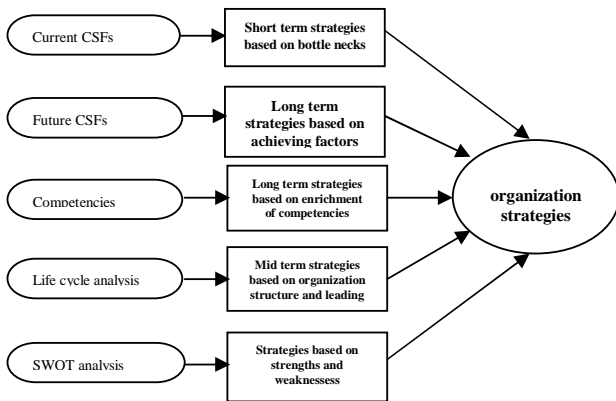 Current CSFs
Short term strategies
based on bottle necks
Future CSFs
Long term
strategies based on
achieving factors
Competencies
Long term strategies
based on enrichment of
competencies
organization
strategies
Life cycle analysis
Mid term strategies
based on organization
structure and leading
SWOT analysis
Strategies based on
strengths and
weaknessess